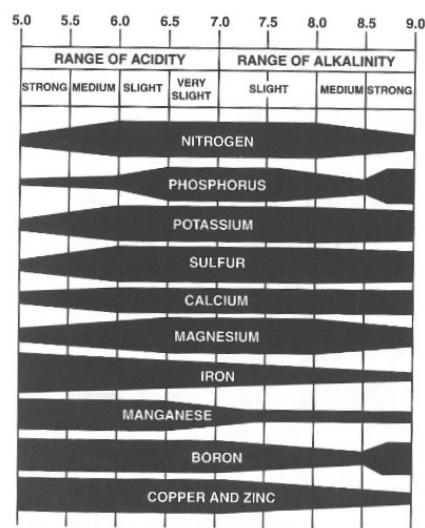 5.0 5.5 6.0 6.5 7.0 7.5 8.0 8.5 9.0
RANGE OF ACIDITY RANGE OF ALKALINITY
STRONG MEDIUM SLIGHT VERY SLIGHT SLIGHT MEDIUM STRONG
NITROGEN
PHOSPHORUS
POTASSIUM
SULFUR
CALCIUM
MAGNESIUM
IRON
MANGANESE
BORON
COPPER AND ZINC